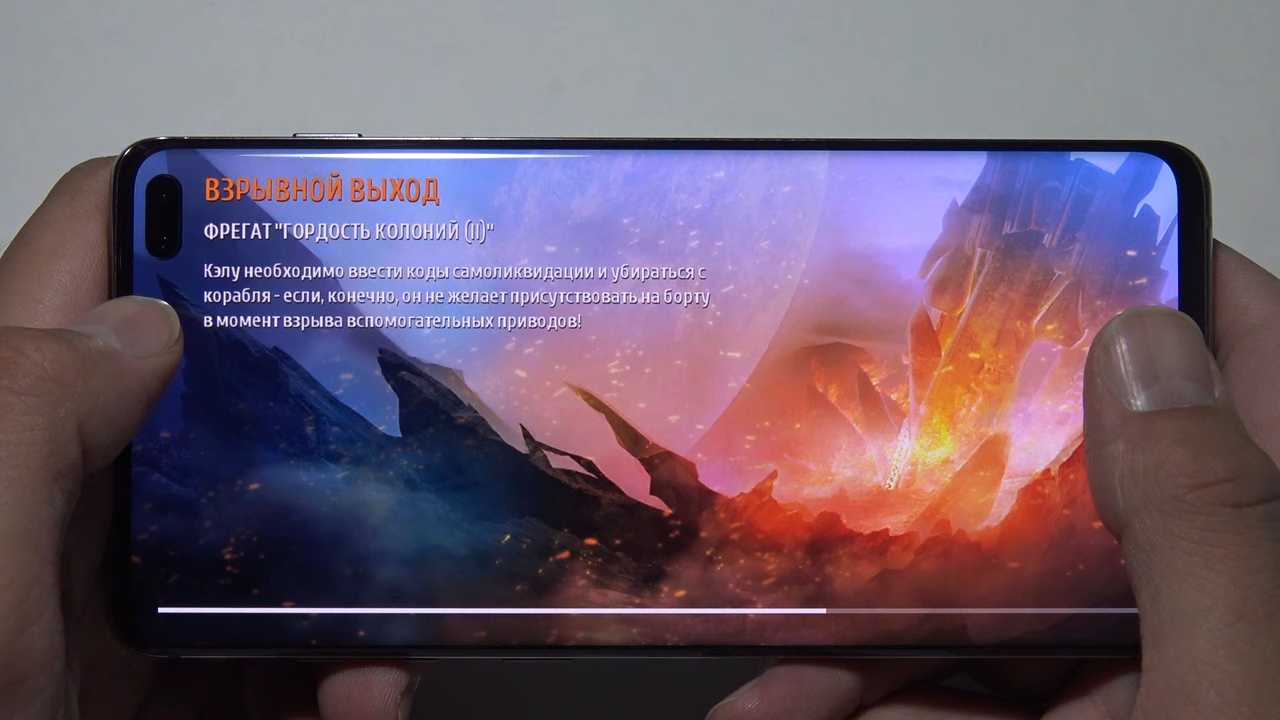 ВЗРЫВНОЙ ВЫХОД
ФРЕГАТ "ГОРДОСТЬ КОЛОНИЙ (II)"
Кэлу необходимо ввести коды самоликвидации и убираться с
корабля - если, конечно, он не желает присутствовать на борту
в момент взрыва вспомогательных приводов!